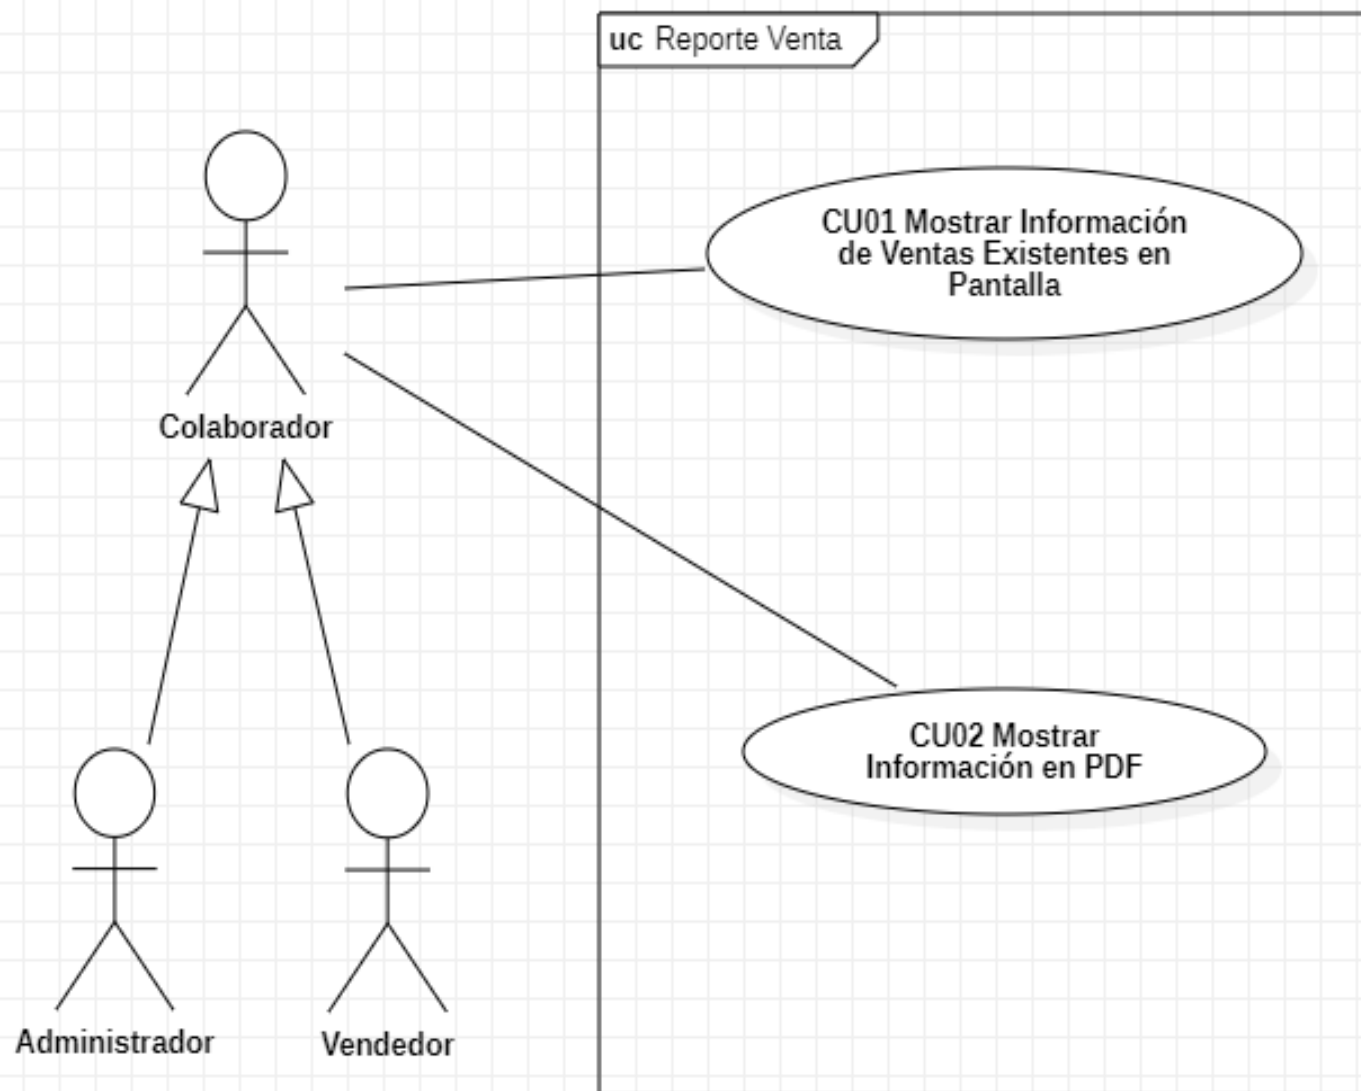 uc Reporte Venta
CU01 Mostrar Información
de Ventas Existentes en
Pantalla
Colaborador
CU02 Mostrar
Información en PDF
Administrador
Vendedor